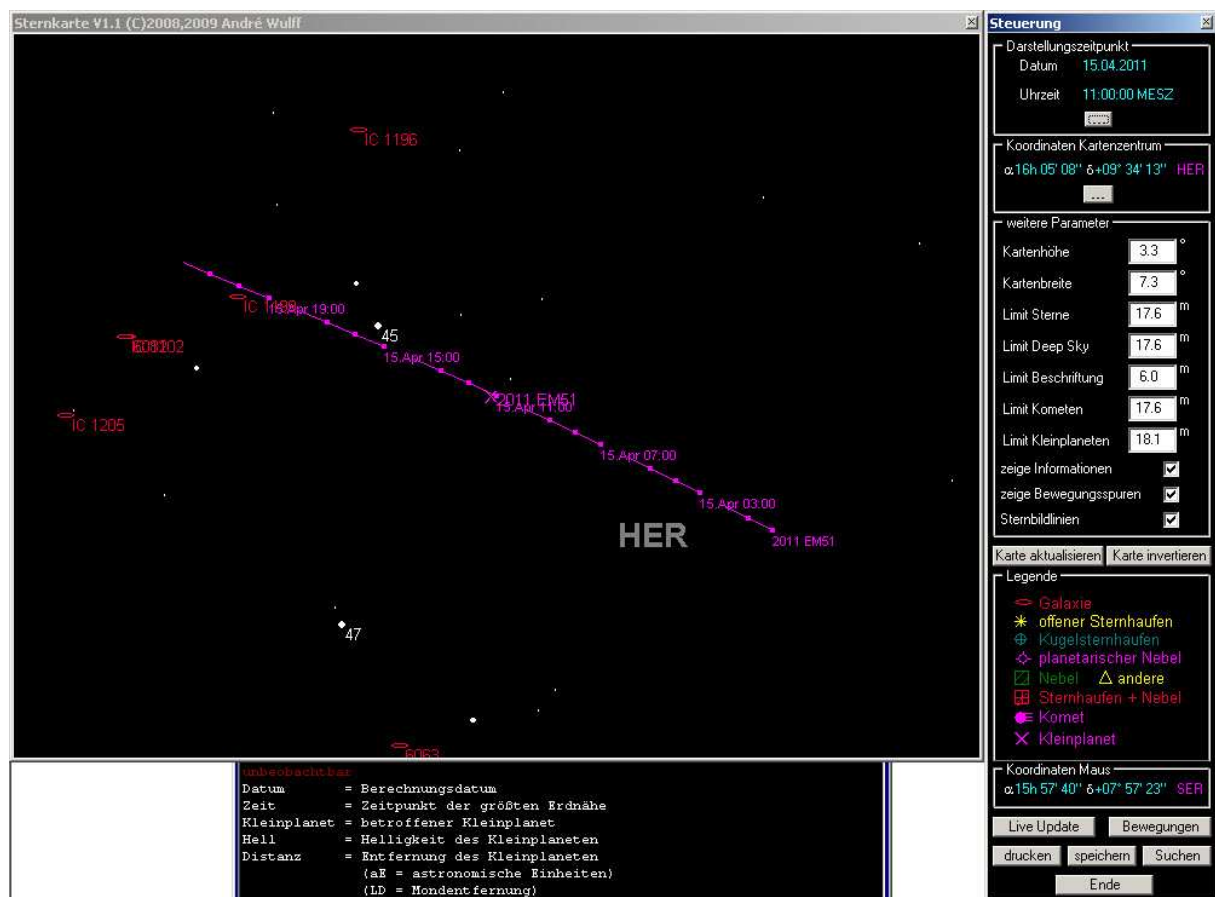 Sternkarte V1.1 (C)2008,2009 André Wulff
IC 1196
15.Apr 19:00
45
15.Apr 15:00
2011 EM51
15.Apr 11:00
IC 1205
15.Apr 07:00
15.Apr 03:00
HER
2011 EM51
47
6063
unbeobachtbar
Datum = Berechnungsdatum
Zeit = Zeitpunkt der größten Erdnähe
Kleinplanet = betroffener Kleinplanet
Hell = Helligkeit des Kleinplaneten
Distanz = Entfernung des Kleinplaneten
(aE = astronomische Einheiten)
(LD = Mondentfernung)
Steuerung
Darstellungszeitpunkt
Datum 15.04.2011
Uhrzeit 11:00:00 MESZ
....
Koordinaten Kartenzentrum
α 16h 05' 08" δ +09° 34' 13" HER
...
weitere Parameter
Kartenhöhe 3.3 °
Kartenbreite 7.3 °
Limit Sterne 17.6 m
Limit Deep Sky 17.6 m
Limit Beschriftung 6.0 m
Limit Kometen 17.6 m
Limit Kleinplaneten 18.1 m
zeige Informationen
zeige Bewegungsspuren
Sternbildlinien
Karte aktualisieren Karte invertieren
Legende
Galaxie
offener Sternhaufen
Kugelsternhaufen
planetarischer Nebel
Nebel andere
Sternhaufen + Nebel
Komet
Kleinplanet
Koordinaten Maus
α 15h 57' 40" δ +07° 57' 23" SER
Live Update Bewegungen
drucken speichern Suchen
Ende